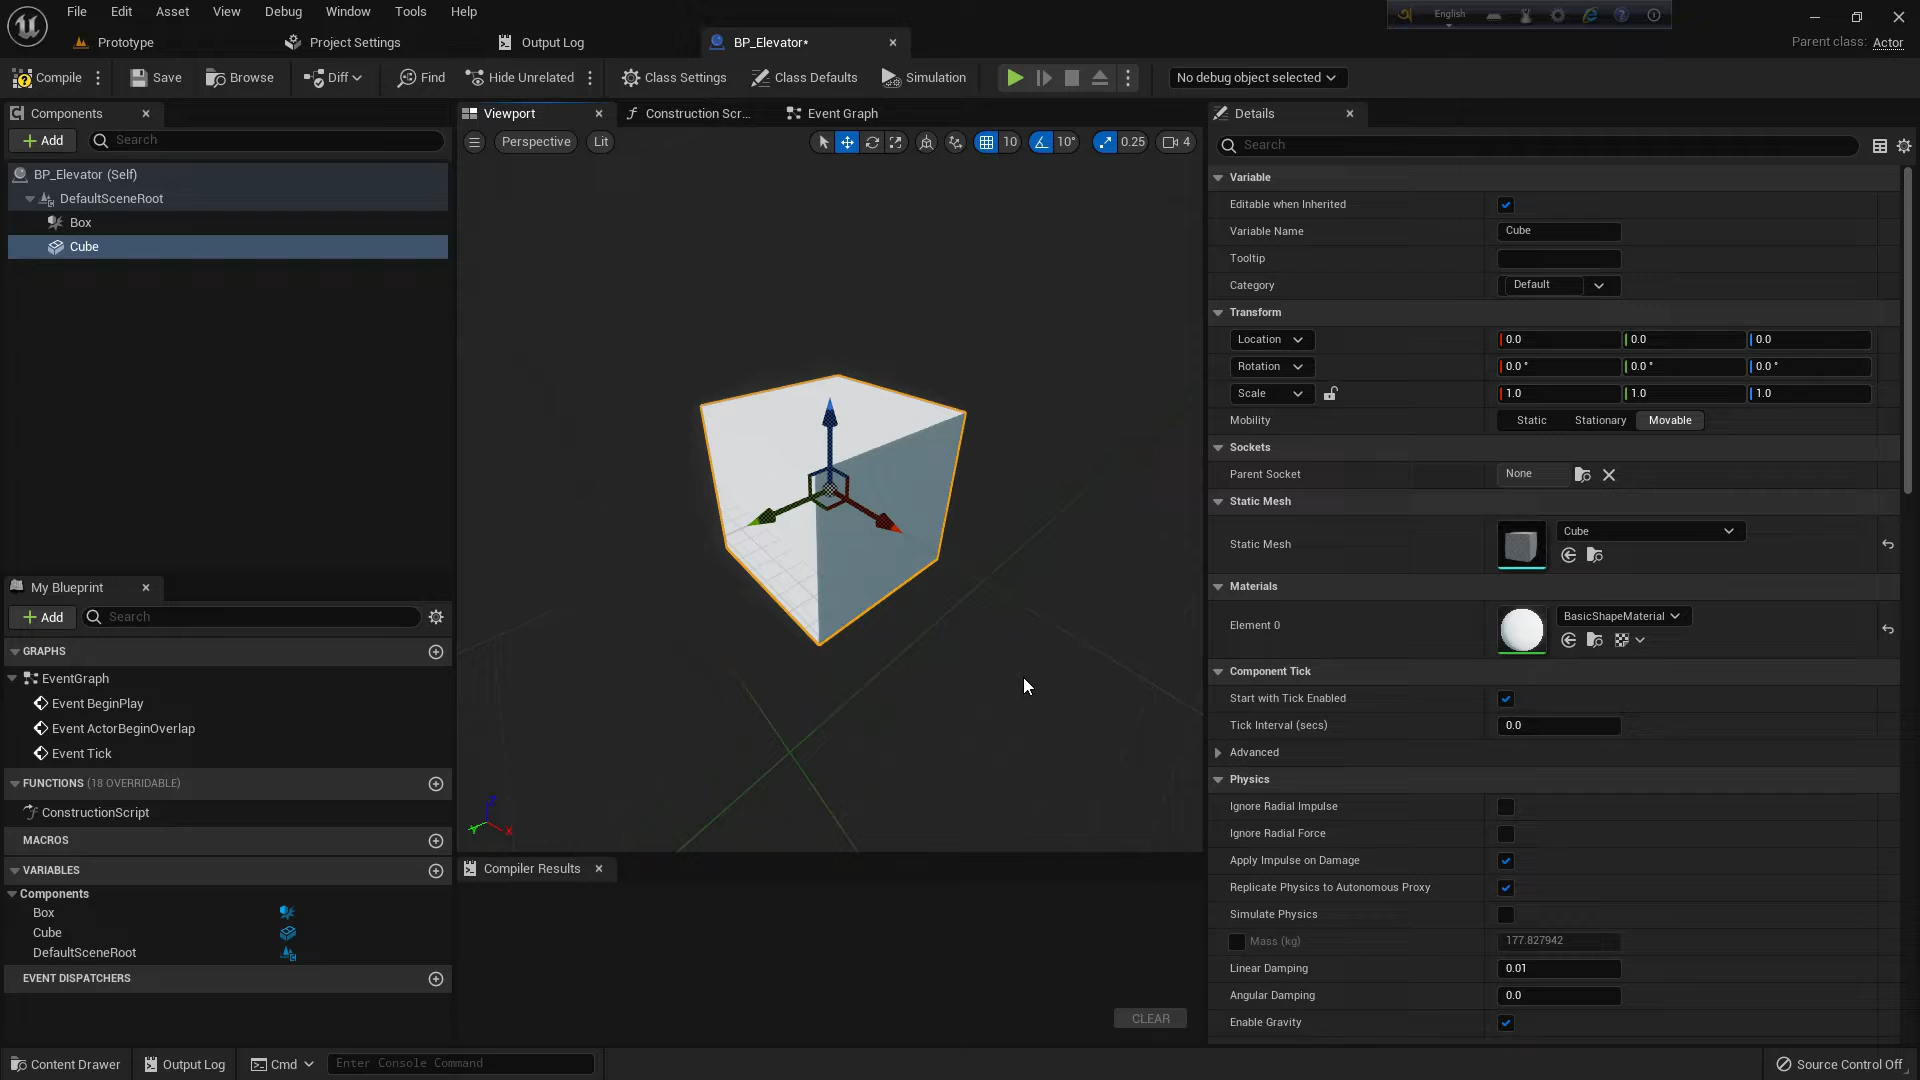 File Edit Asset View Debug Window Tools Help
English
Prototype Project Settings Output Log BP_Elevator* Parent class: Actor
Compile Save Browse Diff Find Hide Unrelated Class Settings Class Defaults Simulation No debug object selected
Components
Add Search
BP_Elevator (Self)
DefaultSceneRoot
Box
Cube
Viewport Construction Scr... Event Graph
Perspective Lit 10 10° 0.25 4
Compiler Results
CLEAR
My Blueprint
Add Search
GRAPHS
EventGraph
Event BeginPlay
Event ActorBeginOverlap
Event Tick
FUNCTIONS (18 OVERRIDABLE)
ConstructionScript
MACROS
VARIABLES
Components
Box
Cube
DefaultSceneRoot
EVENT DISPATCHERS
Details
Search
Variable
Editable when Inherited
Variable Name Cube
Tooltip
Category Default
Transform
Location 0.0 0.0 0.0
Rotation 0.0 ° 0.0 ° 0.0 °
Scale 1.0 1.0 1.0
Mobility Static Stationary Movable
Sockets
Parent Socket None
Static Mesh
Static Mesh Cube
Materials
Element 0 BasicShapeMaterial
Component Tick
Start with Tick Enabled
Tick Interval (secs) 0.0
Advanced
Physics
Ignore Radial Impulse
Ignore Radial Force
Apply Impulse on Damage
Replicate Physics to Autonomous Proxy
Simulate Physics
Mass (kg) 177.827942
Linear Damping 0.01
Angular Damping 0.0
Enable Gravity
Content Drawer Output Log Cmd Enter Console Command Source Control Off